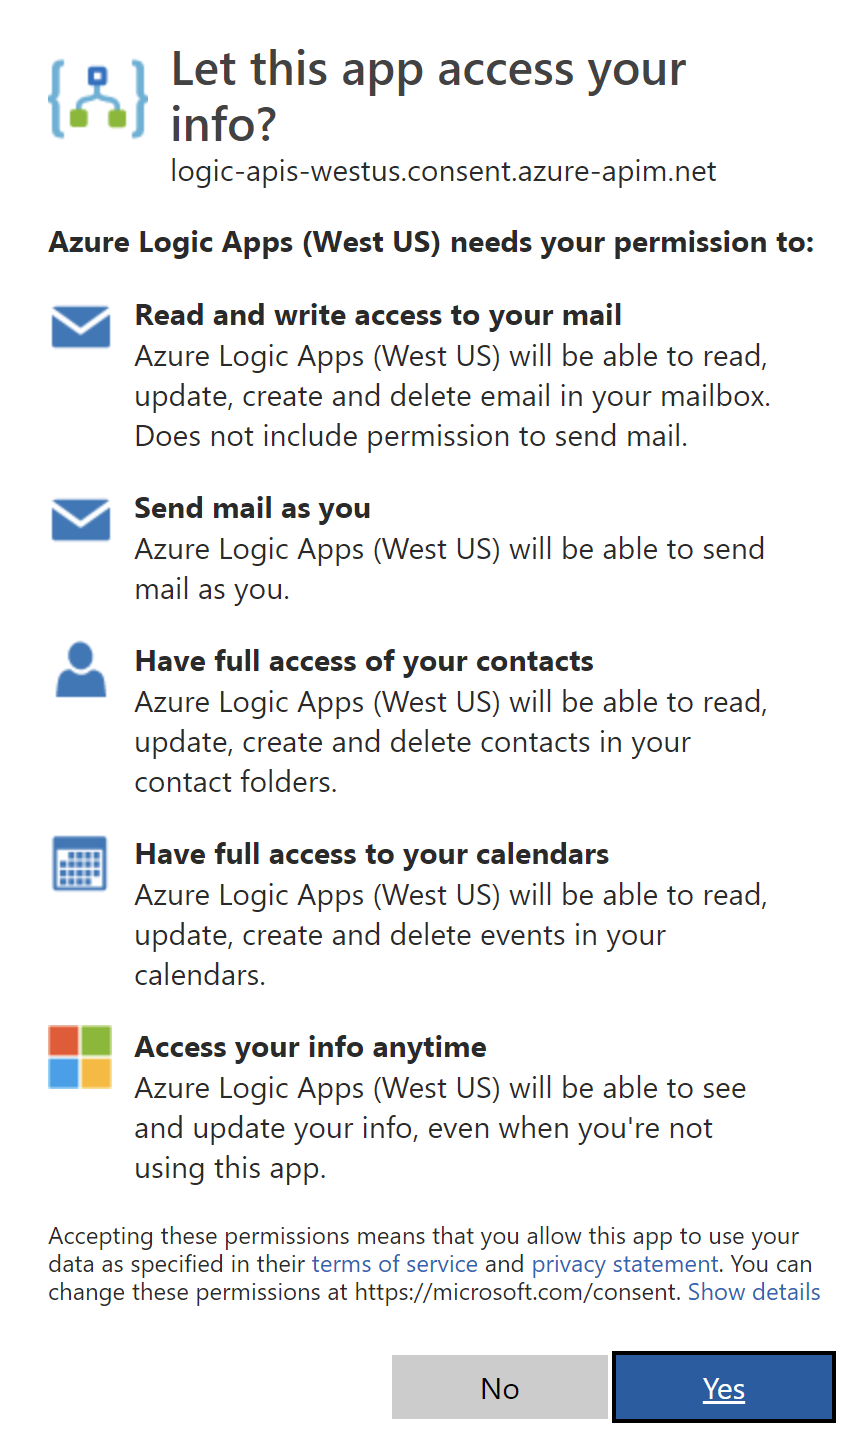 Let this app access your
info?
logic-apis-westus.consent.azure-apim.net
Azure Logic Apps (West US) needs your permission to:
Read and write access to your mail
Azure Logic Apps (West US) will be able to read,
update, create and delete email in your mailbox.
Does not include permission to send mail.
Send mail as you
Azure Logic Apps (West US) will be able to send
mail as you.
Have full access of your contacts
Azure Logic Apps (West US) will be able to read,
update, create and delete contacts in your
contact folders.
Have full access to your calendars
Azure Logic Apps (West US) will be able to read,
update, create and delete events in your
calendars.
Access your info anytime
Azure Logic Apps (West US) will be able to see
and update your info, even when you're not
using this app.
Accepting these permissions means that you allow this app to use your
data as specified in their terms of service and privacy statement. You can
change these permissions at https://microsoft.com/consent. Show details
No Yes